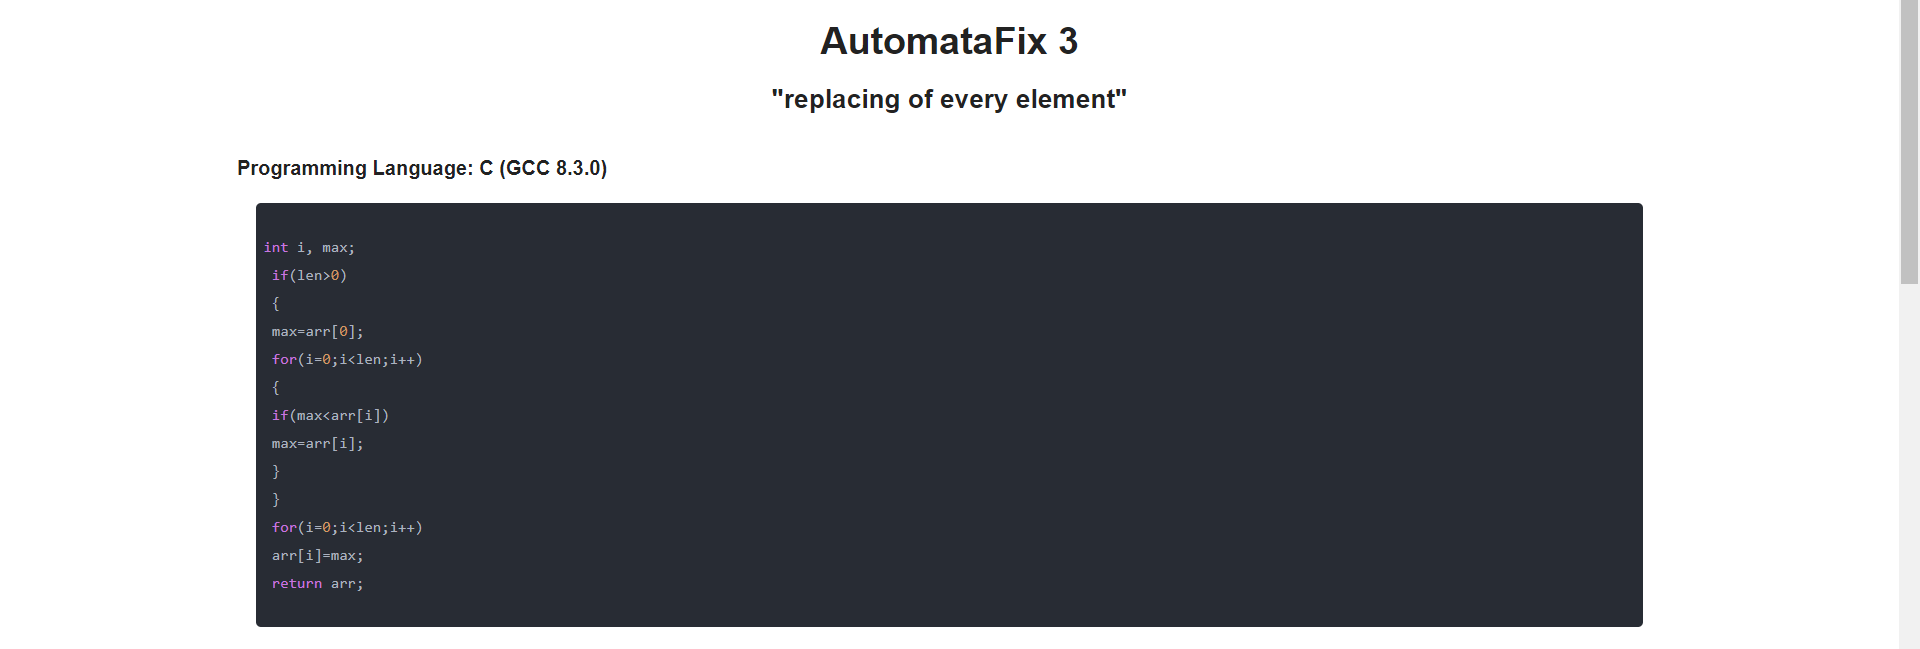 AutomataFix 3
"replacing of every element"
Programming Language: C (GCC 8.3.0)
int i, max;
if(len>0)
{
max=arr[0];
for(i=0;i<len;i++)
{
if(max<arr[i])
max=arr[i];
}
}
for(i=0;i<len;i++)
arr[i]=max;
return arr;